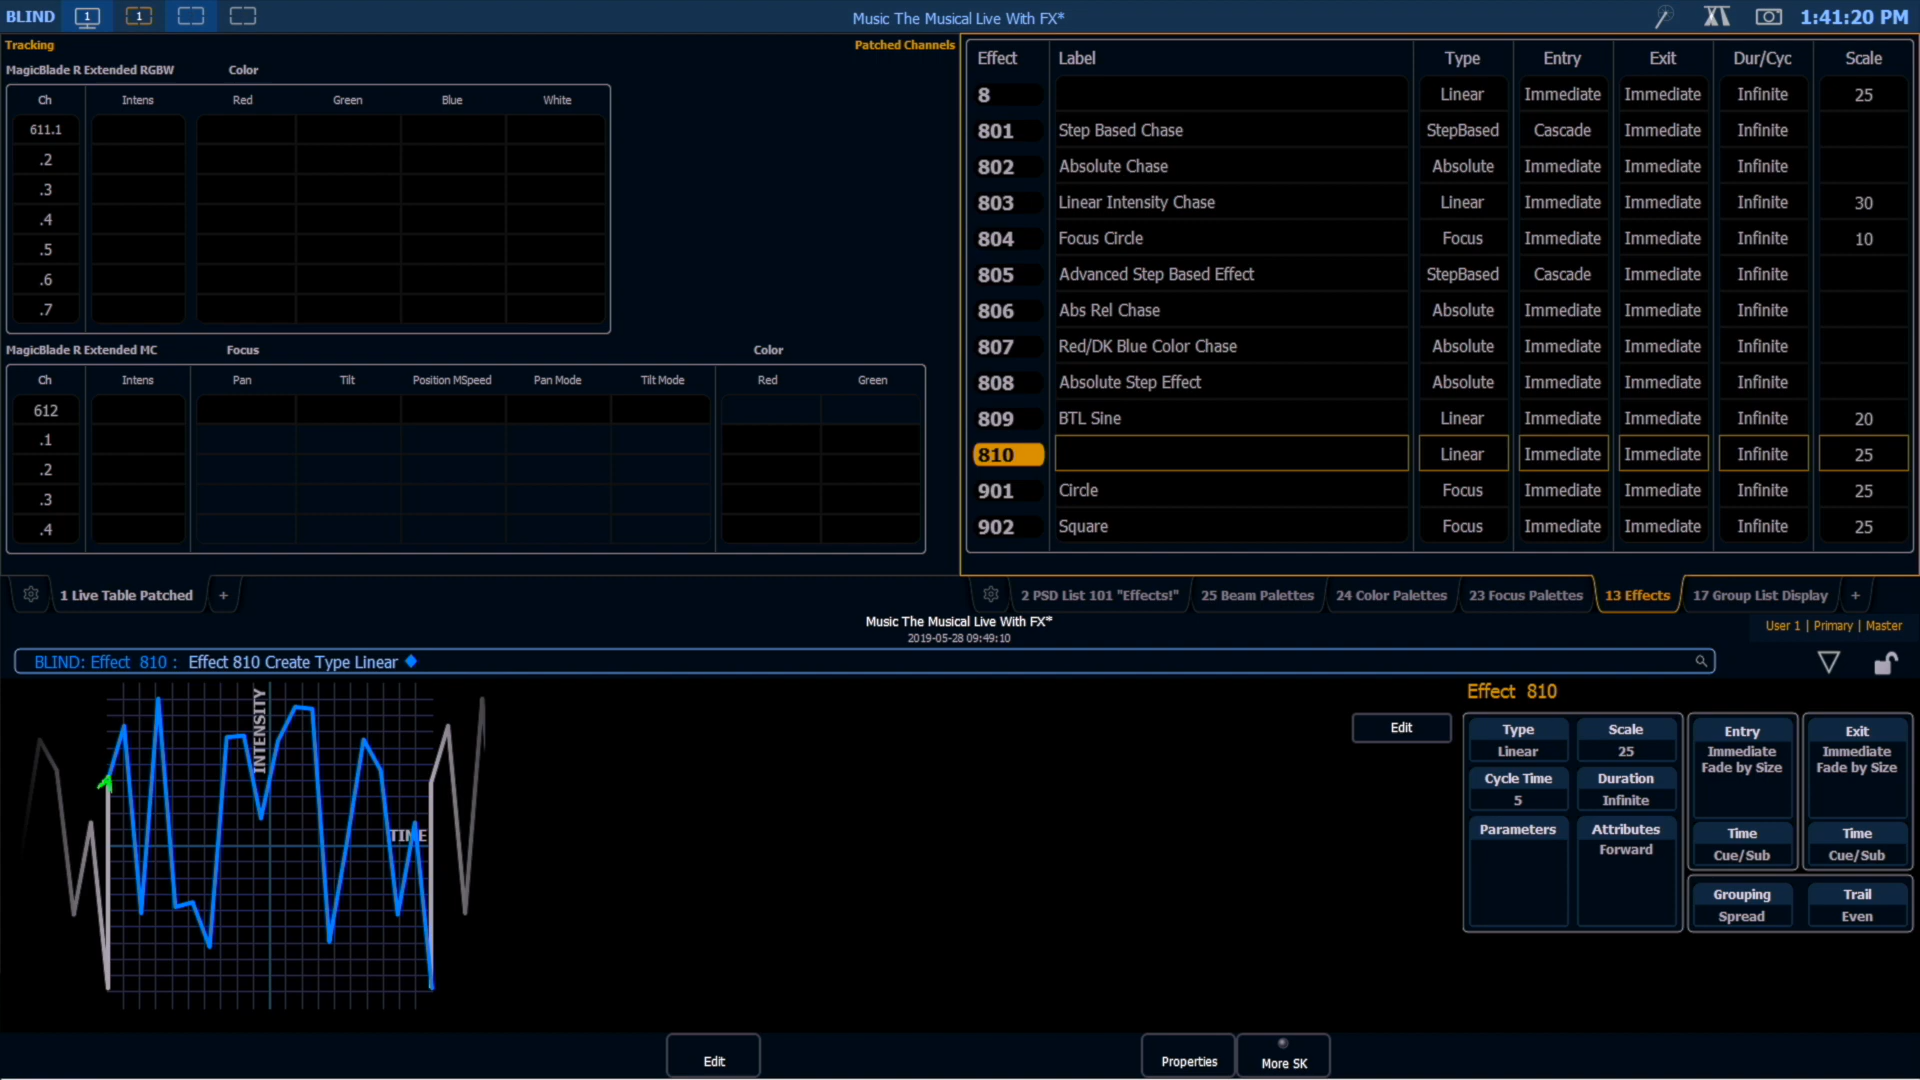 BLIND 1 1 Music The Musical Live With FX* 1:41:20 PM
Tracking Patched Channels
MagicBlade R Extended RGBW Color
Ch Intens Red Green Blue White
611.1
.2
.3
.4
.5
.6
.7
MagicBlade R Extended MC Focus Color
Ch Intens Pan Tilt Position MSpeed Pan Mode Tilt Mode Red Green
612
.1
.2
.3
.4
Effect Label Type Entry Exit Dur/Cyc Scale
8 Linear Immediate Immediate Infinite 25
801 Step Based Chase StepBased Cascade Immediate Infinite
802 Absolute Chase Absolute Immediate Immediate Infinite
803 Linear Intensity Chase Linear Immediate Immediate Infinite 30
804 Focus Circle Focus Immediate Immediate Infinite 10
805 Advanced Step Based Effect StepBased Cascade Immediate Infinite
806 Abs Rel Chase Absolute Immediate Immediate Infinite
807 Red/DK Blue Color Chase Absolute Immediate Immediate Infinite
808 Absolute Step Effect Absolute Immediate Immediate Infinite
809 BTL Sine Linear Immediate Immediate Infinite 20
810 Linear Immediate Immediate Infinite 25
901 Circle Focus Immediate Immediate Infinite 25
902 Square Focus Immediate Immediate Infinite 25
1 Live Table Patched +
2 PSD List 101 "Effects!" 25 Beam Palettes 24 Color Palettes 23 Focus Palettes 13 Effects 17 Group List Display +
Music The Musical Live With FX*
2019-05-28 09:49:10
User 1 | Primary | Master
BLIND: Effect 810 : Effect 810 Create Type Linear
INTENSITY
TIME
Edit
Effect 810
Type
Linear
Scale
25
Cycle Time
5
Duration
Infinite
Parameters
Attributes
Forward
Entry
Immediate
Fade by Size
Time
Cue/Sub
Exit
Immediate
Fade by Size
Time
Cue/Sub
Grouping
Spread
Trail
Even
Edit
Properties
More SK